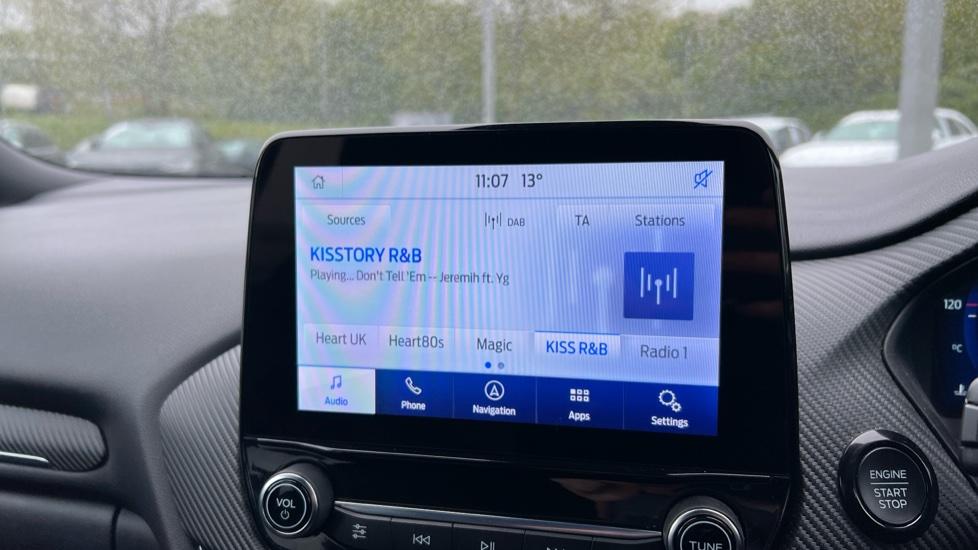 11:07 13°
Sources DAB TA Stations
KISSTORY R&B
Playing... Don't Tell 'Em -- Jeremih ft. Yg
Heart UK Heart80s Magic KISS R&B Radio 1
Audio Phone Navigation Apps Settings
120
°C
VOL
TUNE
ENGINE
START
STOP